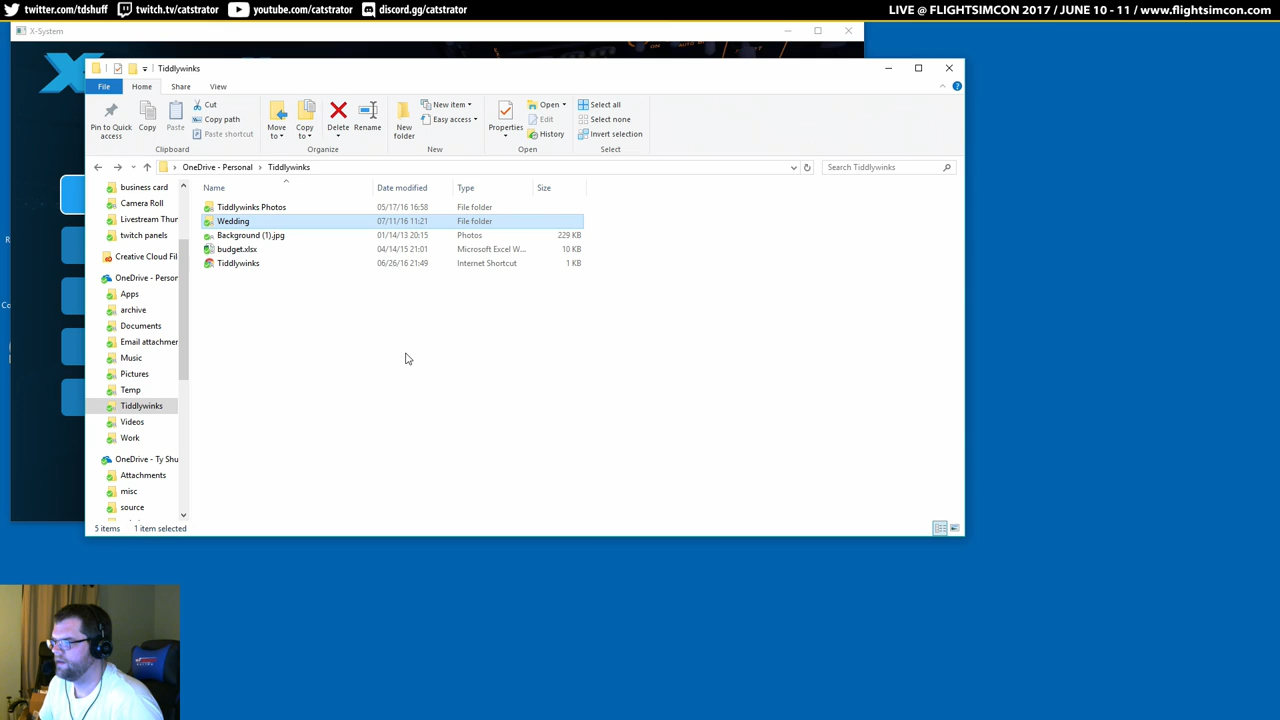 twitter.com/tdshuff twitch.tv/catstrator youtube.com/catstrator discord.gg/catstrator LIVE @ FLIGHTSIMCON 2017 / JUNE 10 - 11 / www.flightsimcon.com
X-System
Tiddlywinks
File Home Share View
Pin to Quick access
Copy
Paste
Cut
Copy path
Paste shortcut
Move to
Copy to
Delete
Rename
New folder
New item
Easy access
Properties
Open
Edit
History
Select all
Select none
Invert selection
Clipboard Organize New Open Select
OneDrive - Personal > Tiddlywinks
Search Tiddlywinks
business card
Camera Roll
Livestream Thur
twitch panels
Creative Cloud Fil
OneDrive - Person
Apps
archive
Documents
Email attachmer
Music
Pictures
Temp
Tiddlywinks
Videos
Work
OneDrive - Ty Shu
Attachments
misc
source
Name Date modified Type Size
Tiddlywinks Photos 05/17/16 16:58 File folder
Wedding 07/11/16 11:21 File folder
Background (1).jpg 01/14/13 20:15 Photos 229 KB
budget.xlsx 04/14/15 21:01 Microsoft Excel W... 10 KB
Tiddlywinks 06/26/16 21:49 Internet Shortcut 1 KB
5 items 1 item selected